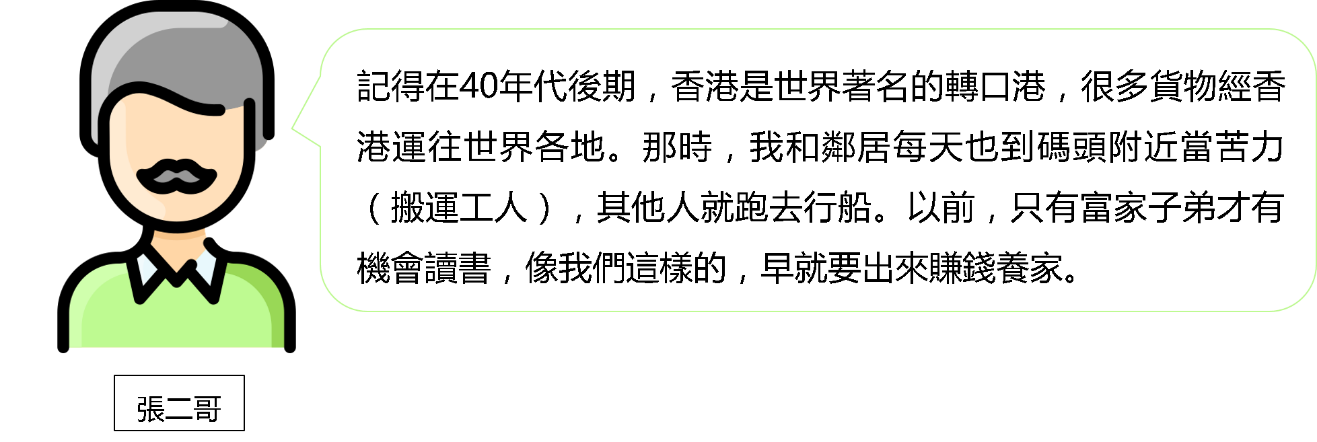 記得在40年代後期，香港是世界著名的轉口港，很多貨物經香
港運往世界各地。那時，我和鄰居每天也到碼頭附近當苦力
（搬運工人），其他人就跑去行船。以前，只有富家子弟才有
機會讀書，像我們這樣的，早就要出來賺錢養家。
張二哥